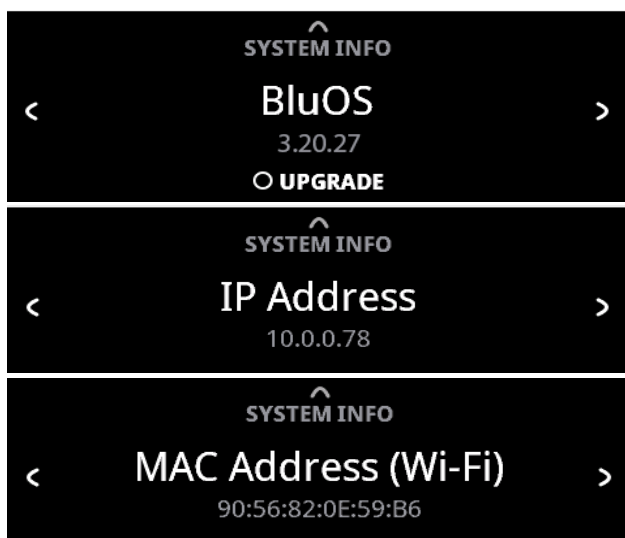 SYSTEM INFO
BluOS
3.20.27
UPGRADE
SYSTEM INFO
IP Address
10.0.0.78
SYSTEM INFO
MAC Address (Wi-Fi)
90:56:82:0E:59:B6